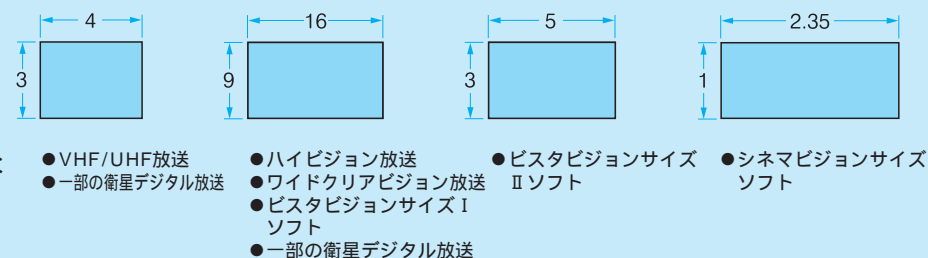 4
3
●VHF/UHF放送
●一部の衛星デジタル放送
16
9
●ハイビジョン放送
●ワイドクリアビジョン放送
●ビスタビジョンサイズ I
ソフト
●一部の衛星デジタル放送
5
3
●ビスタビジョンサイズ
II ソフト
2.35
1
●シネマビジョンサイズ
ソフト